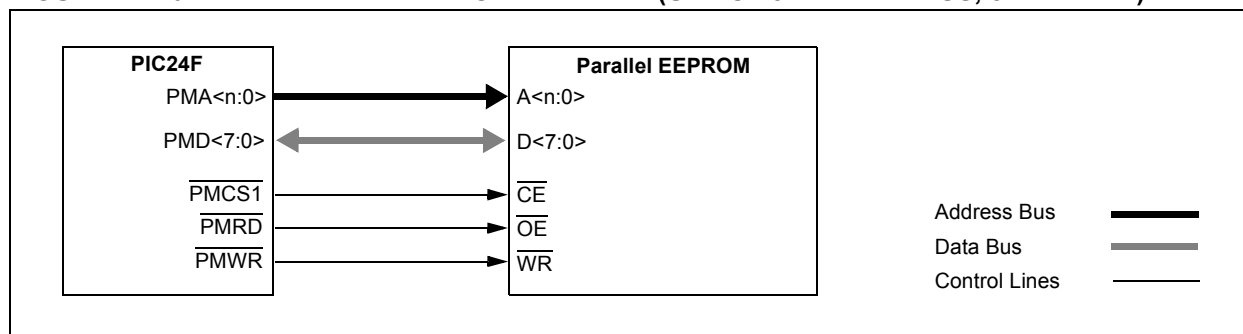 PIC24F
Parallel EEPROM
PMA<n:0>
A<n:0>
PMD<7:0>
D<7:0>
PMCS1
CE
PMRD
OE
PMWR
WR
Address Bus
Data Bus
Control Lines